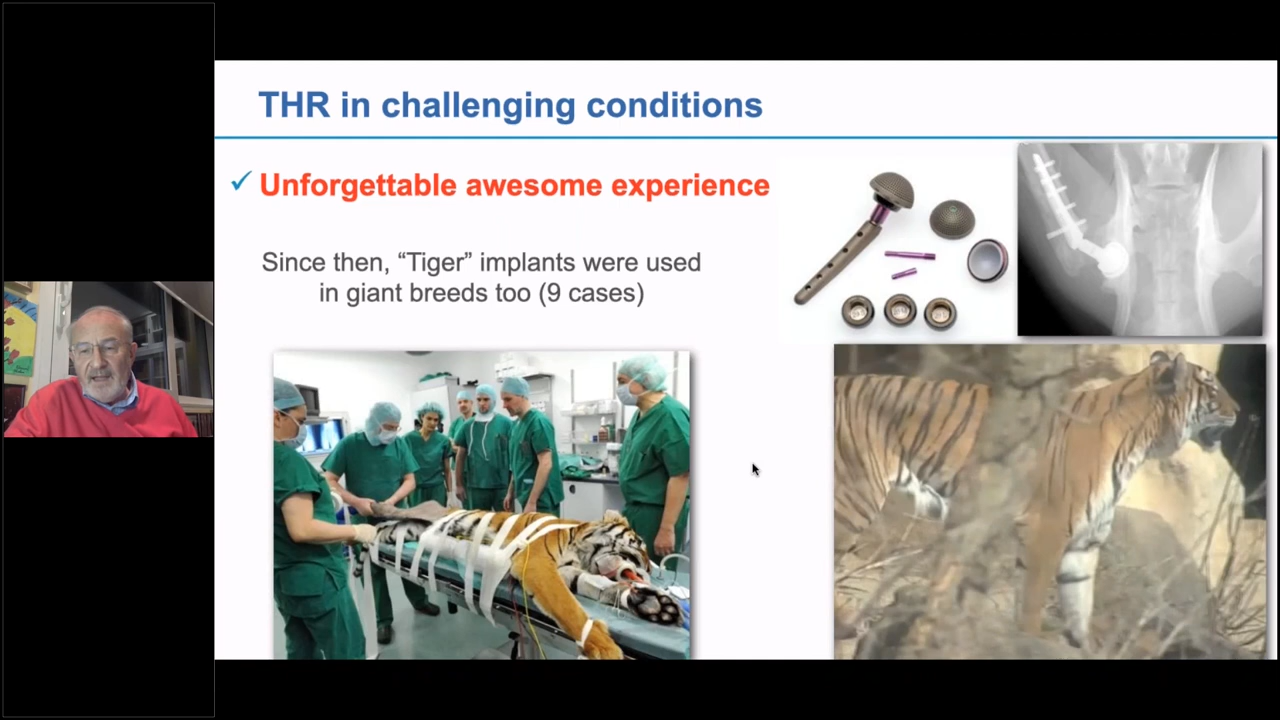 THR in challenging conditions
Unforgettable awesome experience
Since then, “Tiger” implants were used
in giant breeds too (9 cases)